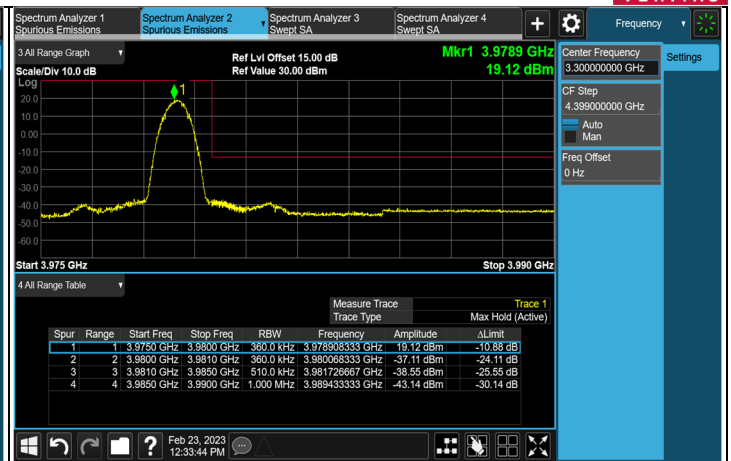 Spectrum Analyzer 1
Spurious Emissions
Spectrum Analyzer 2
Spurious Emissions
Spectrum Analyzer 3
Swept SA
Spectrum Analyzer 4
Swept SA
+
Frequency
3 All Range Graph
Ref Lvl Offset 15.00 dB
Mkr1 3.9789 GHz
Scale/Div 10.0 dB
Ref Value 30.00 dBm
19.12 dBm
Log
1
20.0
10.0
0.00
-10.0
-20.0
-30.0
-40.0
-50.0
-60.0
Start 3.975 GHz
Stop 3.990 GHz
Center Frequency
3.30000000 GHz
Settings
CF Step
4.399000000 GHz
Auto
Man
Freq Offset
0 Hz
4 All Range Table
Measure Trace Trace 1
Trace Type Max Hold (Active)
Spur Range Start Freq Stop Freq RBW Frequency Amplitude ΔLimit
1 1 3.9750 GHz 3.9800 GHz 360.0 kHz 3.978908333 GHz 19.12 dBm -10.88 dB
2 2 3.9800 GHz 3.9810 GHz 360.0 kHz 3.980068333 GHz -37.11 dBm -24.11 dB
3 3 3.9810 GHz 3.9850 GHz 510.0 kHz 3.981726667 GHz -38.55 dBm -25.55 dB
4 4 3.9850 GHz 3.9900 GHz 1.000 MHz 3.989433333 GHz -43.14 dBm -30.14 dB
?
Feb 23, 2023
12:33:44 PM